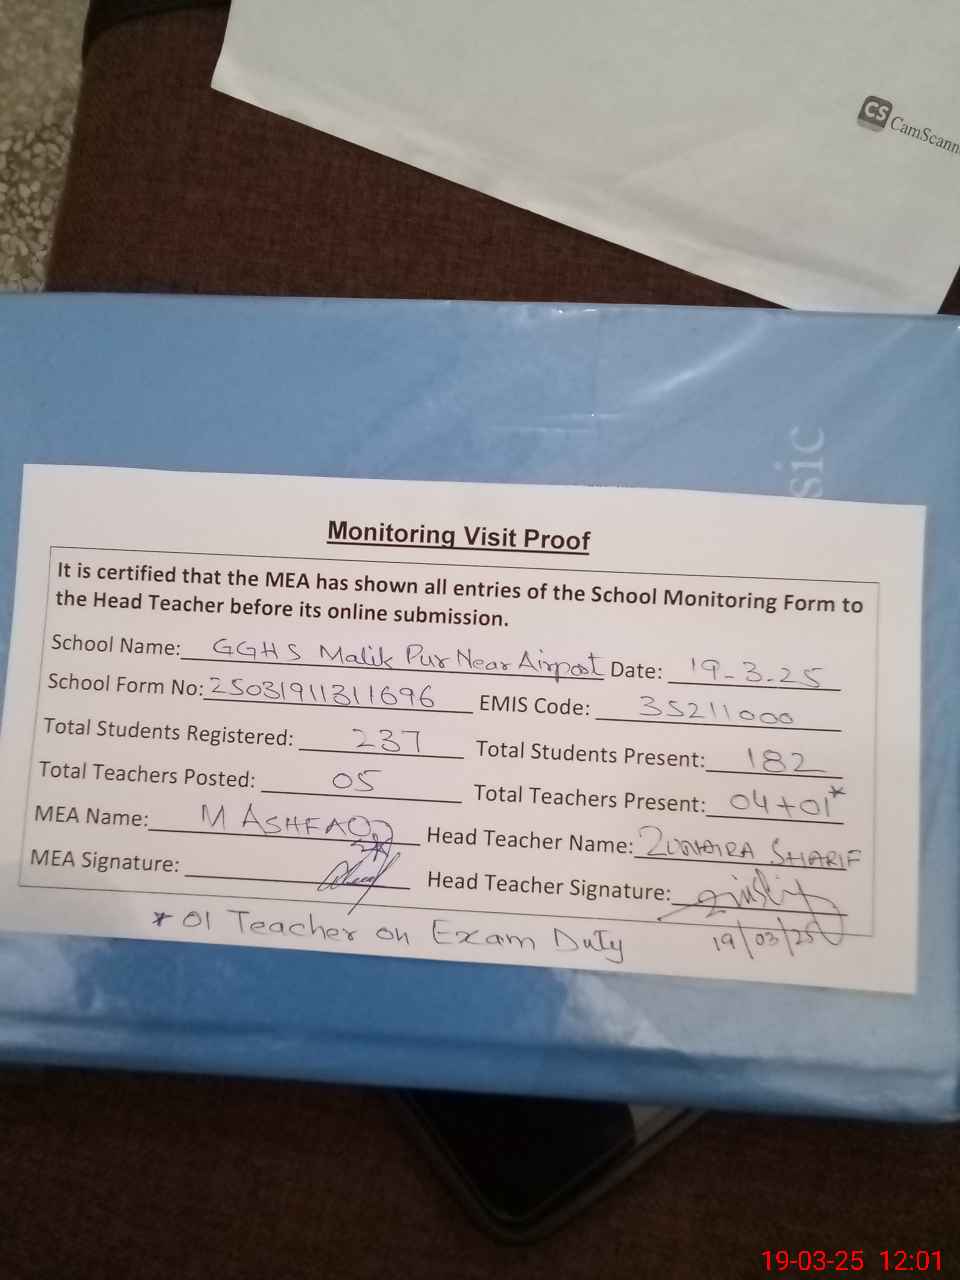 CS CamScann
sic
Monitoring Visit Proof
It is certified that the MEA has shown all entries of the School Monitoring Form to
the Head Teacher before its online submission.
School Name: GGHS Malik Pur Near Airport Date: 19-3-25
School Form No: 25031911311696 EMIS Code: 35211000
Total Students Registered: 237 Total Students Present: 182
Total Teachers Posted: 05 Total Teachers Present: 04+01*
MEA Name: M ASHFAQ Head Teacher Name: ZUNAIRA SHARIF
MEA Signature: Head Teacher Signature:
* 01 Teacher on Exam Duty 19/03/25
19-03-25 12:01